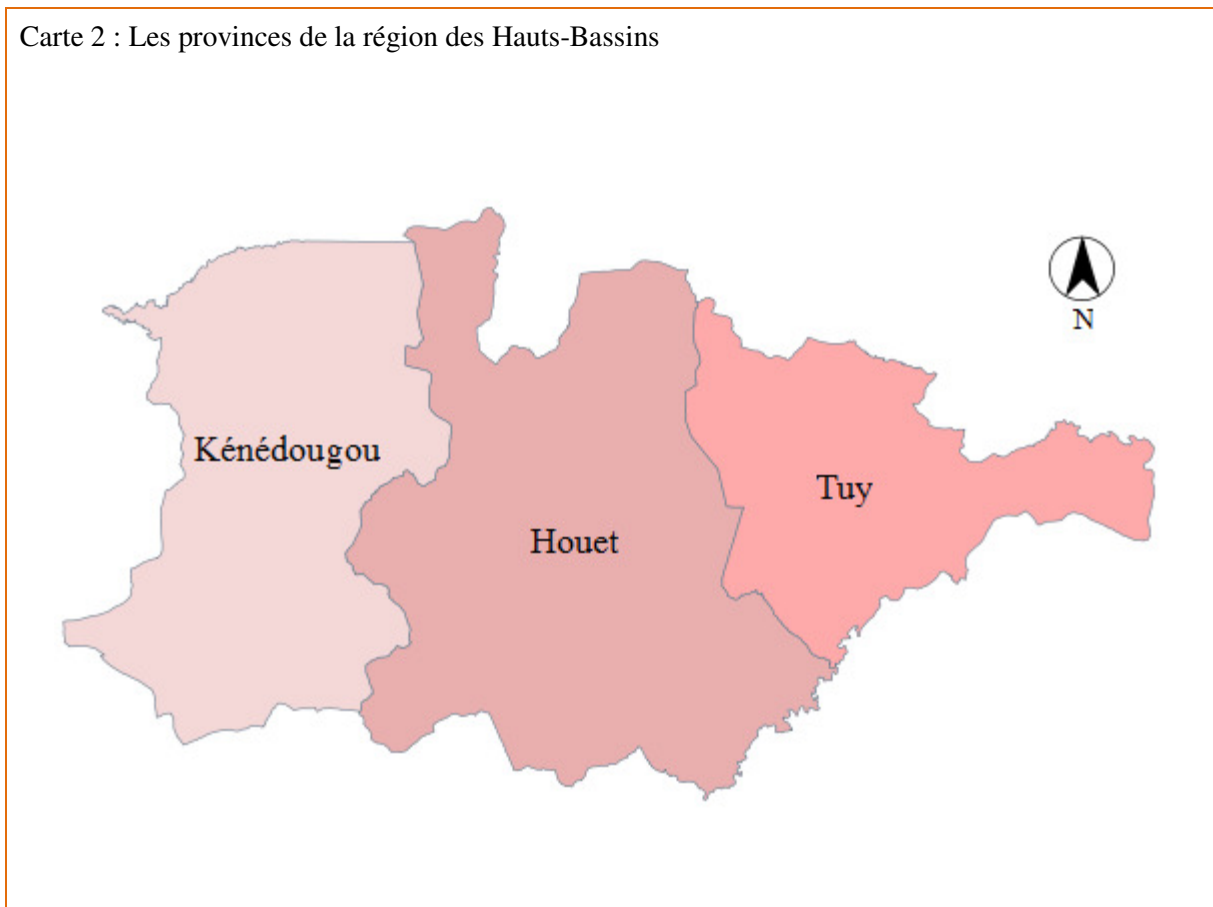 Carte 2 : Les provinces de la région des Hauts-Bassins
N
Kénédougou
Tuy
Houet